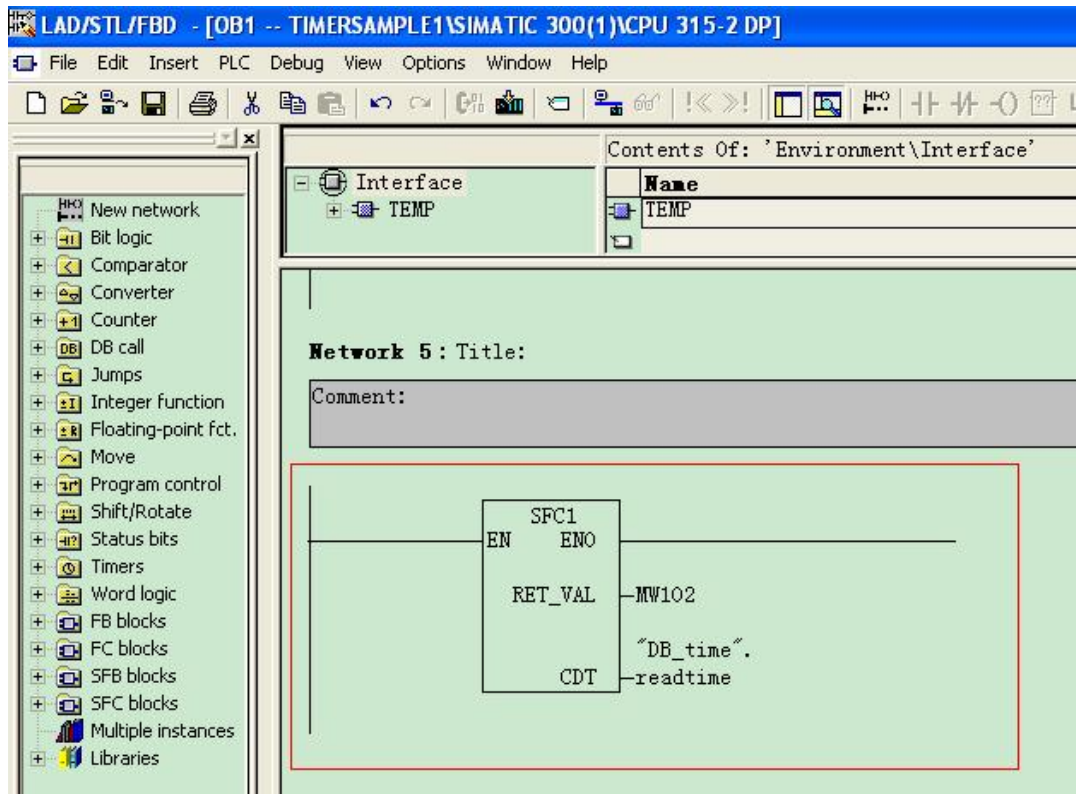 LAD/STL/FBD - [OB1 -- TIMERSAMPLE1\SIMATIC 300(1)\CPU 315-2 DP]
File Edit Insert PLC Debug View Options Window Help
Contents Of: 'Environment\Interface'
Interface
TEMP
Name
TEMP
New network
Bit logic
Comparator
Converter
Counter
DB call
Jumps
Integer function
Floating-point fct.
Move
Program control
Shift/Rotate
Status bits
Timers
Word logic
FB blocks
FC blocks
SFB blocks
SFC blocks
Multiple instances
Libraries
Network 5 : Title:
Comment:
SFC1
EN ENO
RET_VAL MW102
"DB_time".
CDT readtime